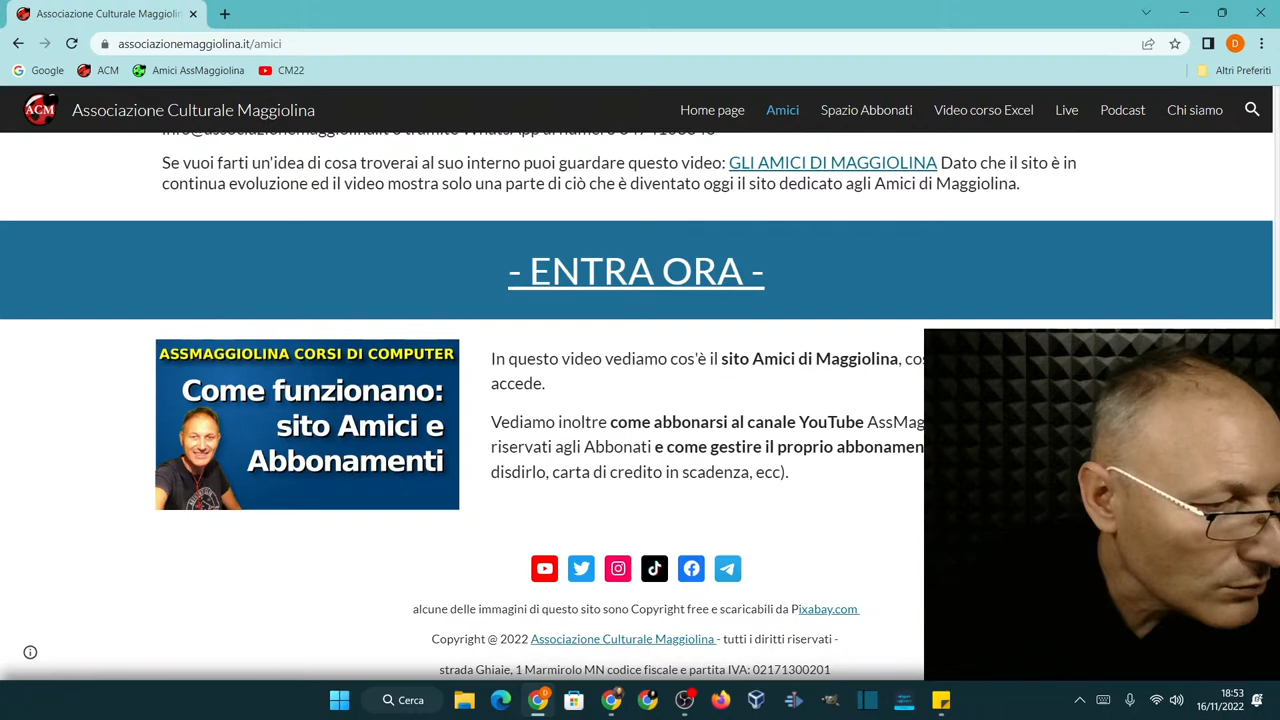 Associazione Culturale Maggiolin
associazionemaggiolina.it/amici
Google ACM Amici AssMaggiolina CM22 Altri Preferiti
ACM Associazione Culturale Maggiolina Home page Amici Spazio Abbonati Video corso Excel Live Podcast Chi siamo
Se vuoi farti un'idea di cosa troverai al suo interno puoi guardare questo video: GLI AMICI DI MAGGIOLINA Dato che il sito è in
continua evoluzione ed il video mostra solo una parte di ciò che è diventato oggi il sito dedicato agli Amici di Maggiolina.
- ENTRA ORA -
ASSMAGGIOLINA CORSI DI COMPUTER
Come funzionano:
sito Amici e
Abbonamenti
In questo video vediamo cos'è il sito Amici di Maggiolina, cos
accede.
Vediamo inoltre come abbonarsi al canale YouTube AssMag
riservati agli Abbonati e come gestire il proprio abbonamen
disdirlo, carta di credito in scadenza, ecc).
alcune delle immagini di questo sito sono Copyright free e scaricabili da Pixabay.com
Copyright @ 2022 Associazione Culturale Maggiolina - tutti i diritti riservati -
strada Ghiaie, 1 Marmirolo MN codice fiscale e partita IVA: 02171300201
Cerca
18:53
16/11/2022